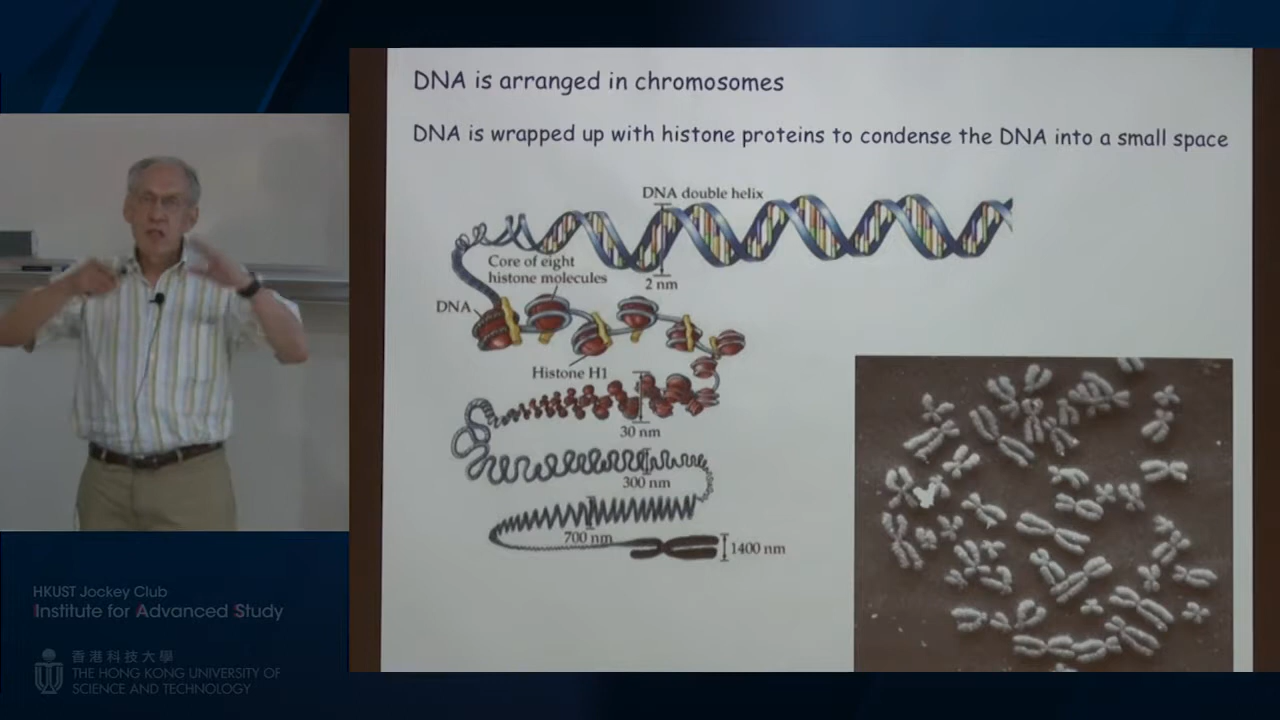 DNA is arranged in chromosomes
DNA is wrapped up with histone proteins to condense the DNA into a small space
DNA double helix
Core of eight
histone molecules
2 nm
DNA
Histone H1
30 nm
300 nm
700 nm
1400 nm
HKUST Jockey Club
Institute for Advanced Study
香港科技大學
THE HONG KONG UNIVERSITY OF
SCIENCE AND TECHNOLOGY